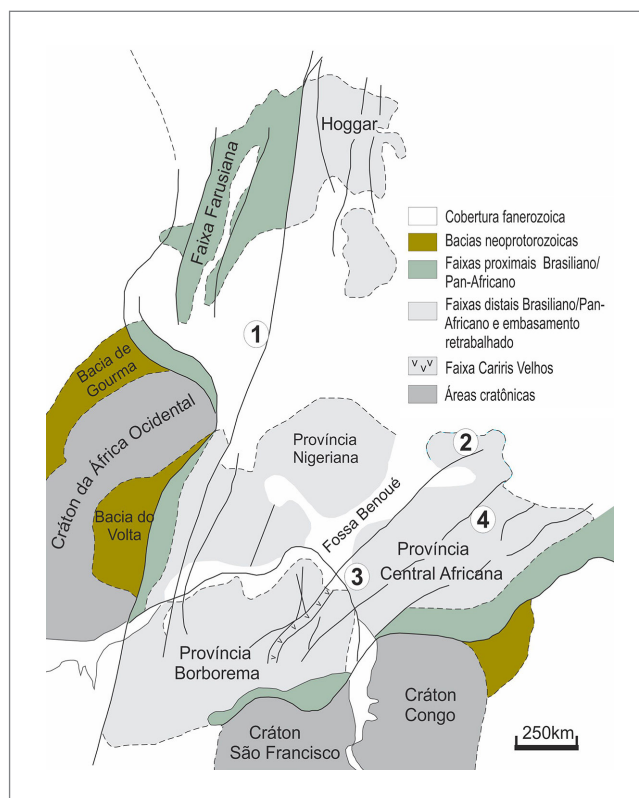 Hoggar
Faixa Farusiana
Cobertura fanerozoica
Bacias neoprotorozoicas
Faixas proximais Brasiliano/
Pan-Africano
Faixas distais Brasiliano/Pan-
Africano e embasamento
retrabalhado
v v v Faixa Cariris Velhos
Áreas cratônicas
1
Bacia de
Gourma
Cráton da África Ocidental
Bacia do
Volta
Província
Nigeriana
Fossa Benoué
2
4
3
Província
Central Africana
v v v v v v
Província
Borborema
Cráton
São Francisco
Cráton
Congo
250km